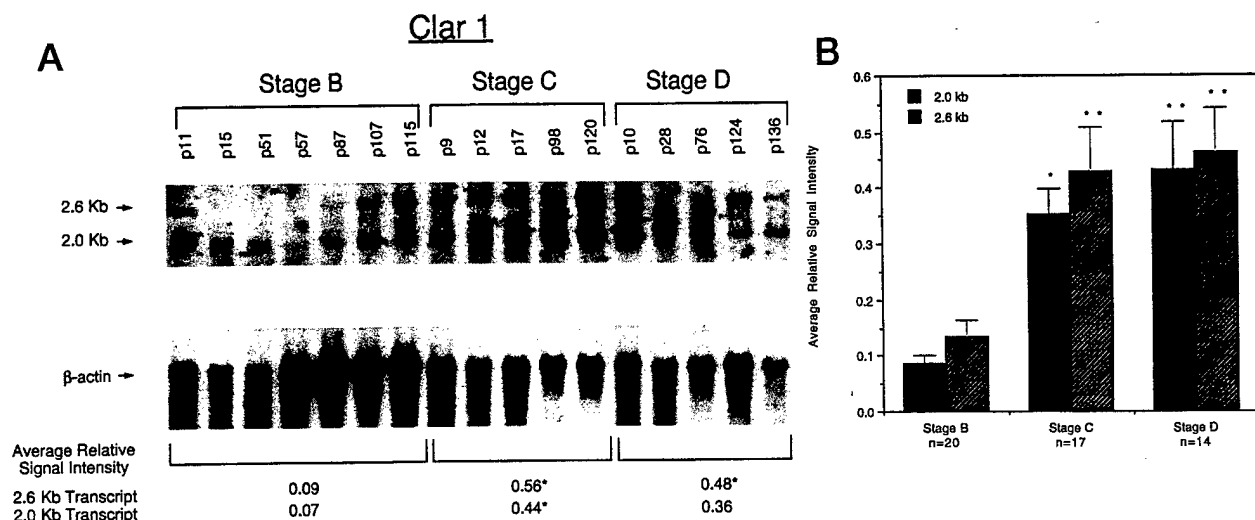 Clar 1
A
Stage B Stage C Stage D
p11 p15 p51 p57 p87 p107 p115 p9 p12 p17 p98 p120 p10 p28 p76 p124 p136
2.6 Kb →
2.0 Kb →
β-actin →
Average Relative
Signal Intensity
2.6 Kb Transcript 0.09 0.56* 0.48*
2.0 Kb Transcript 0.07 0.44* 0.36
B
Average Relative Signal Intensity
0.6
0.5
0.4
0.3
0.2
0.1
0.0
2.0 kb
2.6 kb
* ** ** **
Stage B Stage C Stage D
n=20 n=17 n=14